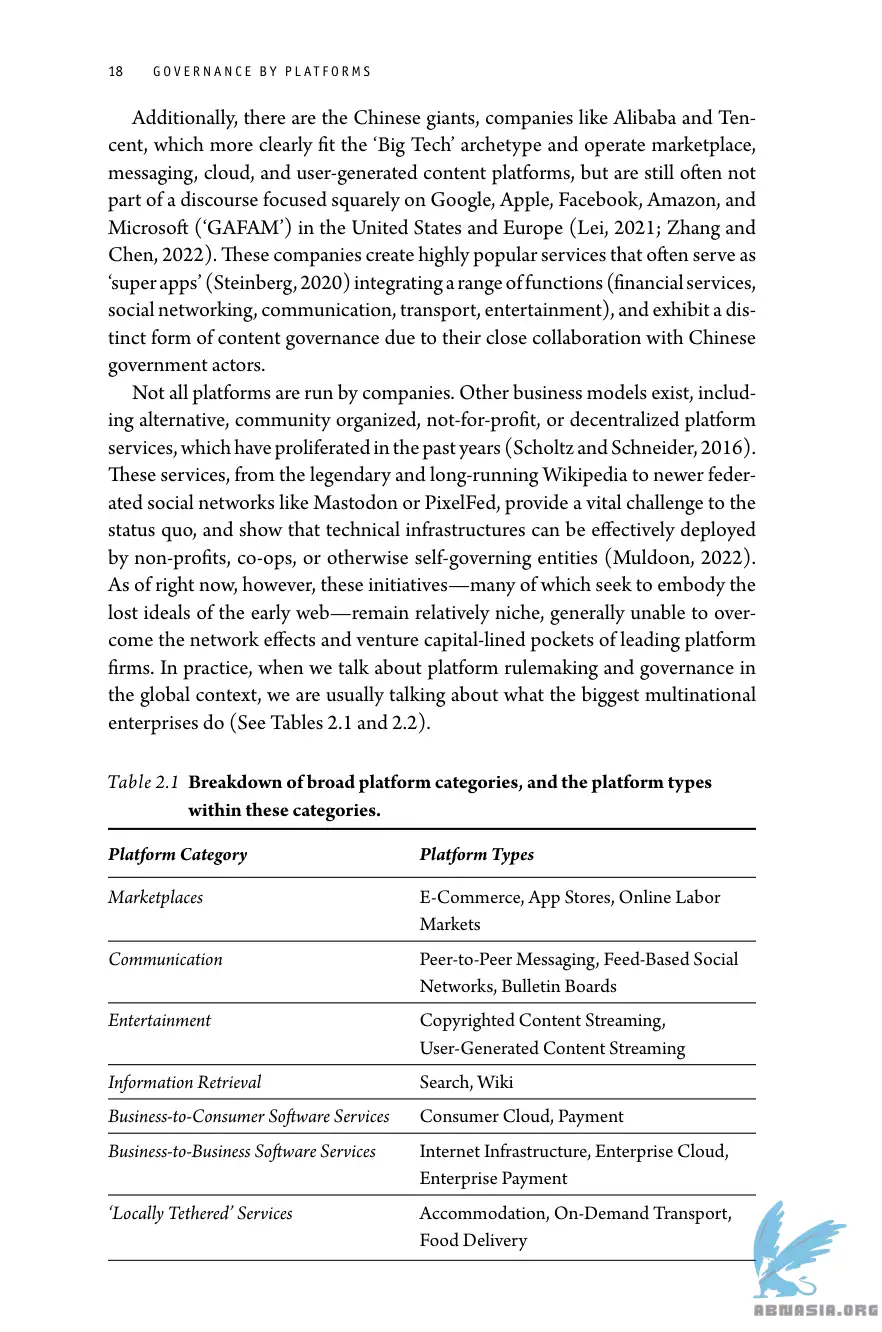 18 GOVERNANCE BY PLATFORMS
Additionally, there are the Chinese giants, companies like Alibaba and Ten-
cent, which more clearly fit the ‘Big Tech’ archetype and operate marketplace,
messaging, cloud, and user-generated content platforms, but are still often not
part of a discourse focused squarely on Google, Apple, Facebook, Amazon, and
Microsoft (‘GAFAM’) in the United States and Europe (Lei, 2021; Zhang and
Chen, 2022). These companies create highly popular services that often serve as
‘super apps’ (Steinberg, 2020) integrating a range of functions (financial services,
social networking, communication, transport, entertainment), and exhibit a dis-
tinct form of content governance due to their close collaboration with Chinese
government actors.
Not all platforms are run by companies. Other business models exist, includ-
ing alternative, community organized, not-for-profit, or decentralized platform
services, which have proliferated in the past years (Scholtz and Schneider, 2016).
These services, from the legendary and long-running Wikipedia to newer feder-
ated social networks like Mastodon or PixelFed, provide a vital challenge to the
status quo, and show that technical infrastructures can be effectively deployed
by non-profits, co-ops, or otherwise self-governing entities (Muldoon, 2022).
As of right now, however, these initiatives—many of which seek to embody the
lost ideals of the early web—remain relatively niche, generally unable to over-
come the network effects and venture capital-lined pockets of leading platform
firms. In practice, when we talk about platform rulemaking and governance in
the global context, we are usually talking about what the biggest multinational
enterprises do (See Tables 2.1 and 2.2).
Table 2.1 Breakdown of broad platform categories, and the platform types
within these categories.
Platform Category Platform Types
Marketplaces E-Commerce, App Stores, Online Labor
Markets
Communication Peer-to-Peer Messaging, Feed-Based Social
Networks, Bulletin Boards
Entertainment Copyrighted Content Streaming,
User-Generated Content Streaming
Information Retrieval Search, Wiki
Business-to-Consumer Software Services Consumer Cloud, Payment
Business-to-Business Software Services Internet Infrastructure, Enterprise Cloud,
Enterprise Payment
‘Locally Tethered’ Services Accommodation, On-Demand Transport,
Food Delivery
ABNASIA.ORG